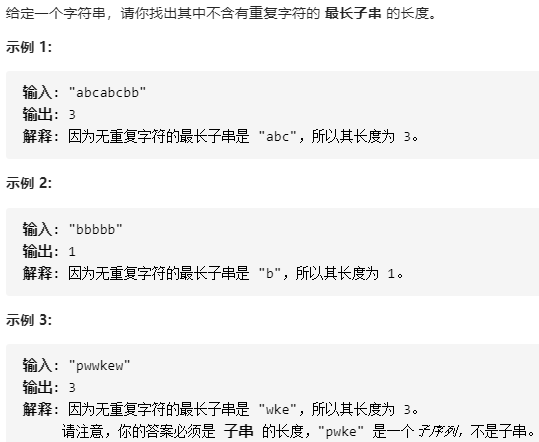 给定一个字符串，请你找出其中不含有重复字符的 最长子串 的长度。
示例 1:
输入: "abcabcbb"
输出: 3
解释: 因为无重复字符的最长子串是 "abc"，所以其长度为 3。
示例 2:
输入: "bbbbb"
输出: 1
解释: 因为无重复字符的最长子串是 "b"，所以其长度为 1。
示例 3:
输入: "pwwkew"
输出: 3
解释: 因为无重复字符的最长子串是 "wke"，所以其长度为 3。
请注意，你的答案必须是 子串 的长度，"pwke" 是一个子序列，不是子串。